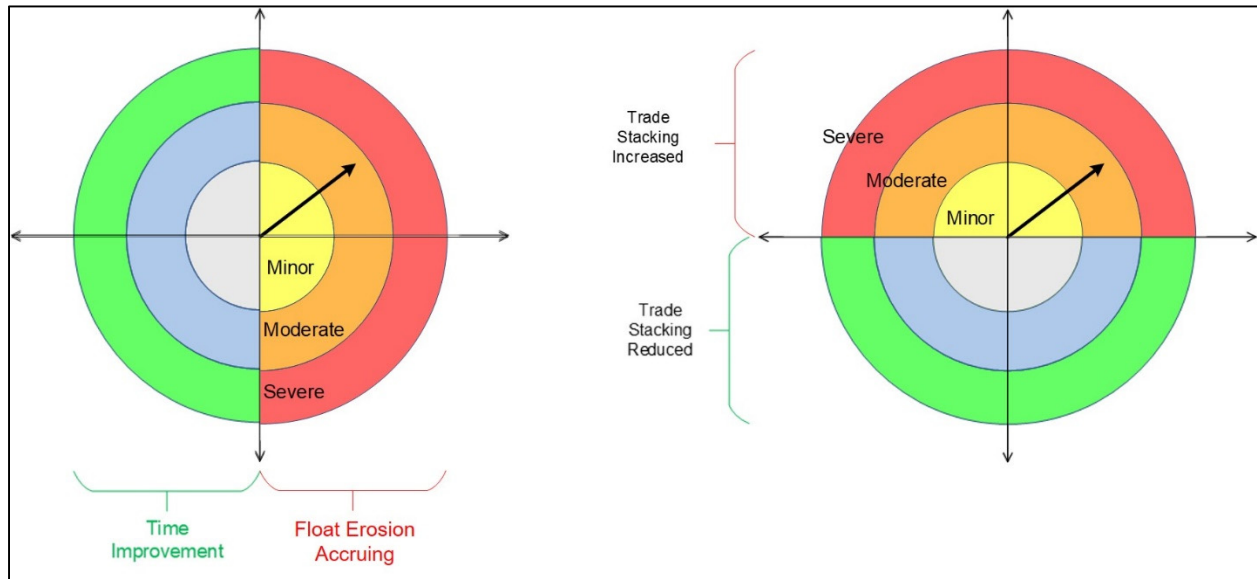 Minor
Moderate
Severe
Time
Improvement
Float Erosion
Accruing
Trade
Stacking
Increased
Severe
Moderate
Minor
Trade
Stacking
Reduced